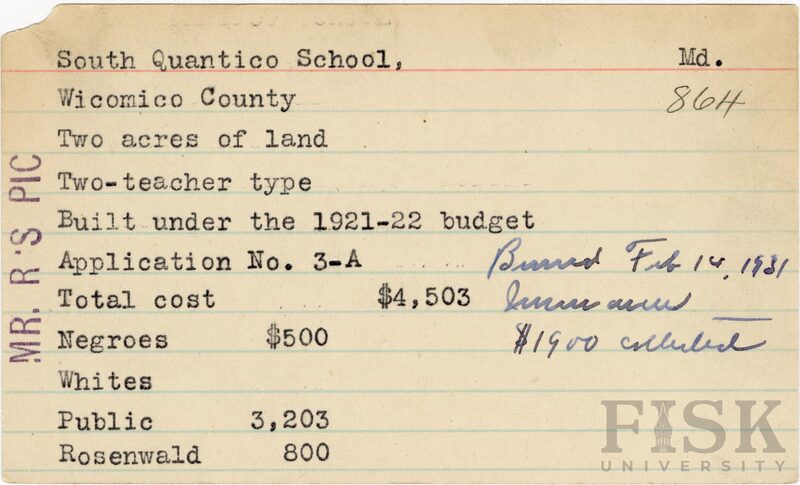 South Quantico School, Md.
Wicomico County 864
Two acres of land
Two-teacher type
Built under the 1921-22 budget
Application No. 3-A Burned Feb 14, 1931
Total cost $4,503 Insurance
Negroes $500 $1900 collected
Whites
Public 3,203
Rosenwald 800
MR. R'S PIC
FISK
UNIVERSITY